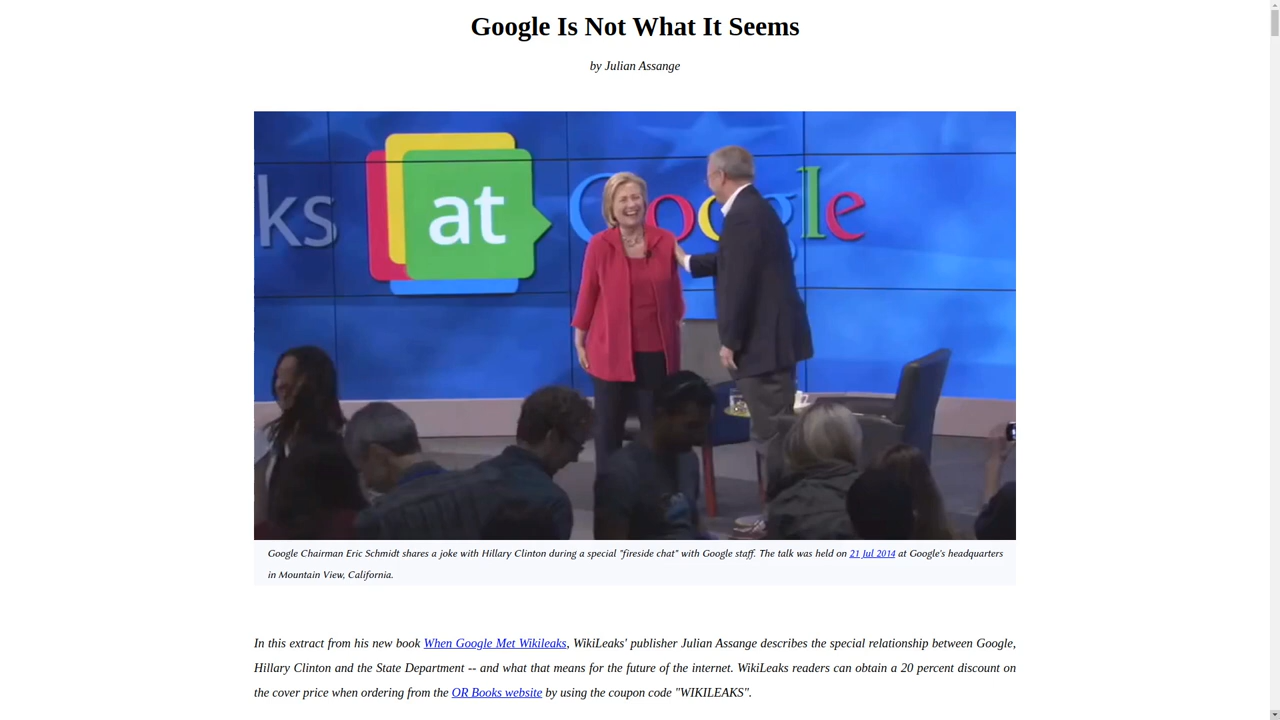 Google Is Not What It Seems
by Julian Assange
ks at Google
Google Chairman Eric Schmidt shares a joke with Hillary Clinton during a special "fireside chat" with Google staff. The talk was held on 21 Jul 2014 at Google's headquarters
in Mountain View, California.
In this extract from his new book When Google Met Wikileaks, WikiLeaks' publisher Julian Assange describes the special relationship between Google,
Hillary Clinton and the State Department -- and what that means for the future of the internet. WikiLeaks readers can obtain a 20 percent discount on
the cover price when ordering from the OR Books website by using the coupon code "WIKILEAKS".